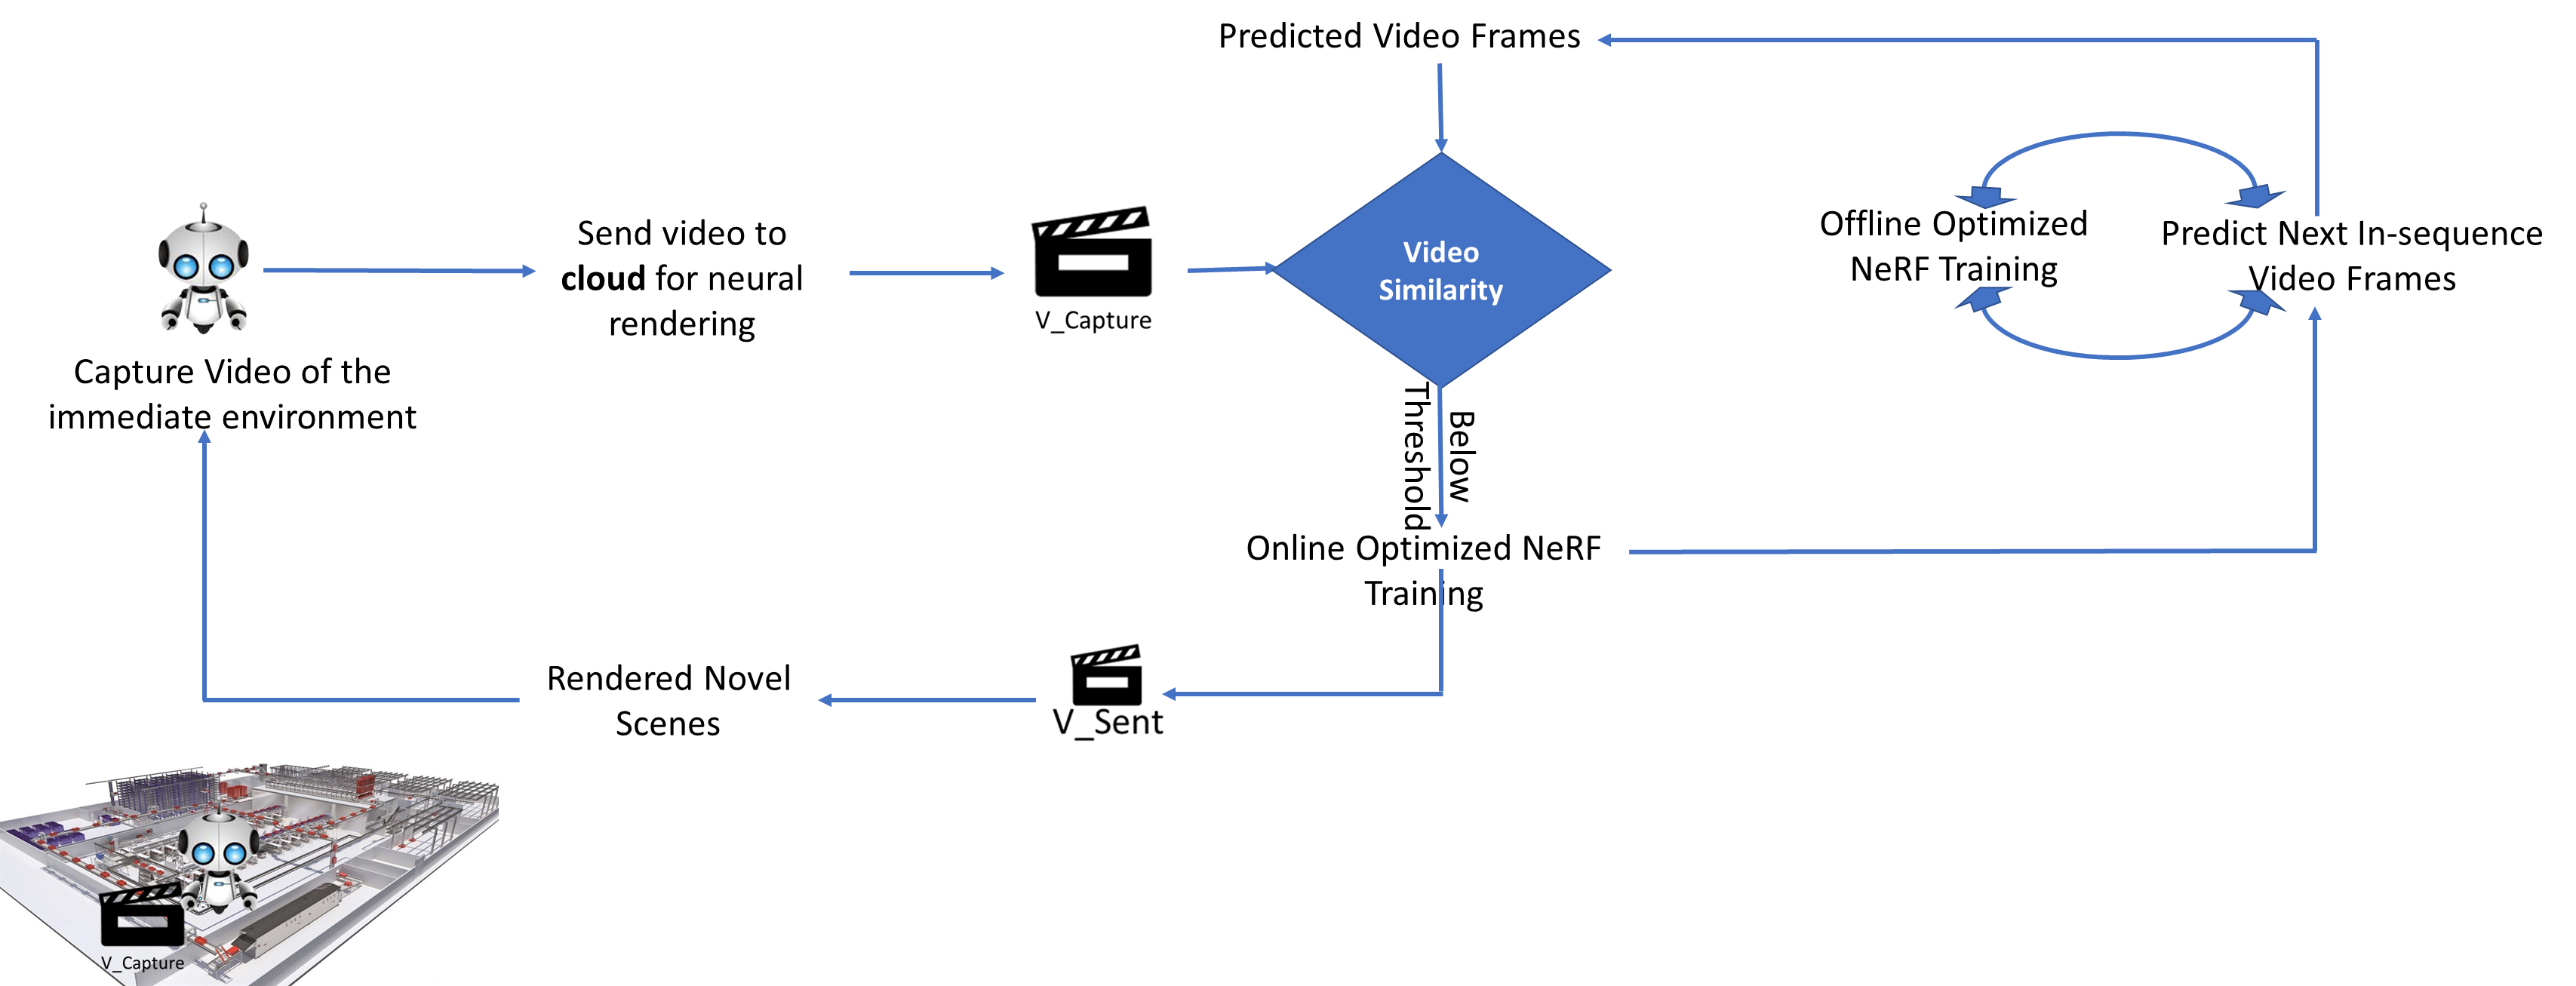 Predicted Video Frames
Send video to
cloud for neural
rendering
V_Capture
Video
Similarity
Offline Optimized
NeRF Training
Predict Next In-sequence
Video Frames
Capture Video of the
immediate environment
Below
Threshold
Online Optimized NeRF
Training
Rendered Novel
Scenes
V_Sent
V_Capture